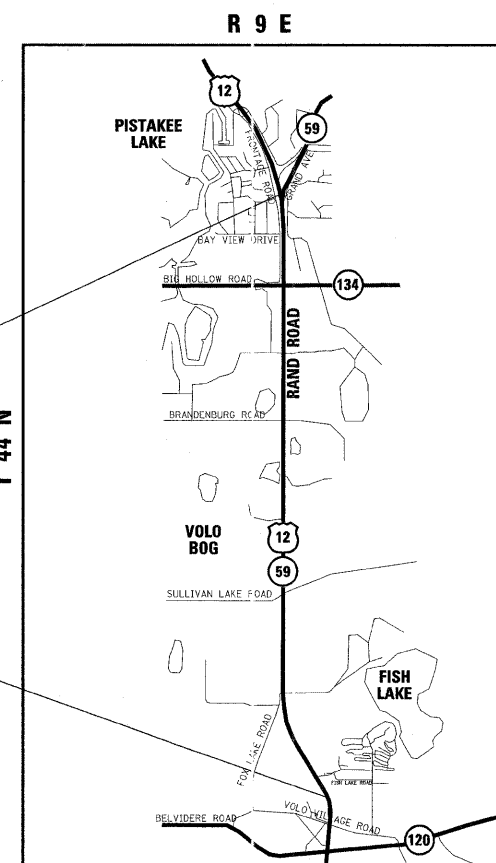 R 9 E
12
59
PISTAKEE
LAKE
FRONTAGE ROAD
GRAND AVE
BAY VIEW DRIVE
BIG HOLLOW ROAD
134
RAND ROAD
BRANDENBURG ROAD
T 44 N
VOLO
BOG
12
59
SULLIVAN LAKE ROAD
FISH
LAKE
FOX LAKE ROAD
FISH LAKE ROAD
VOLO VILLAGE ROAD
BELVIDERE ROAD
120